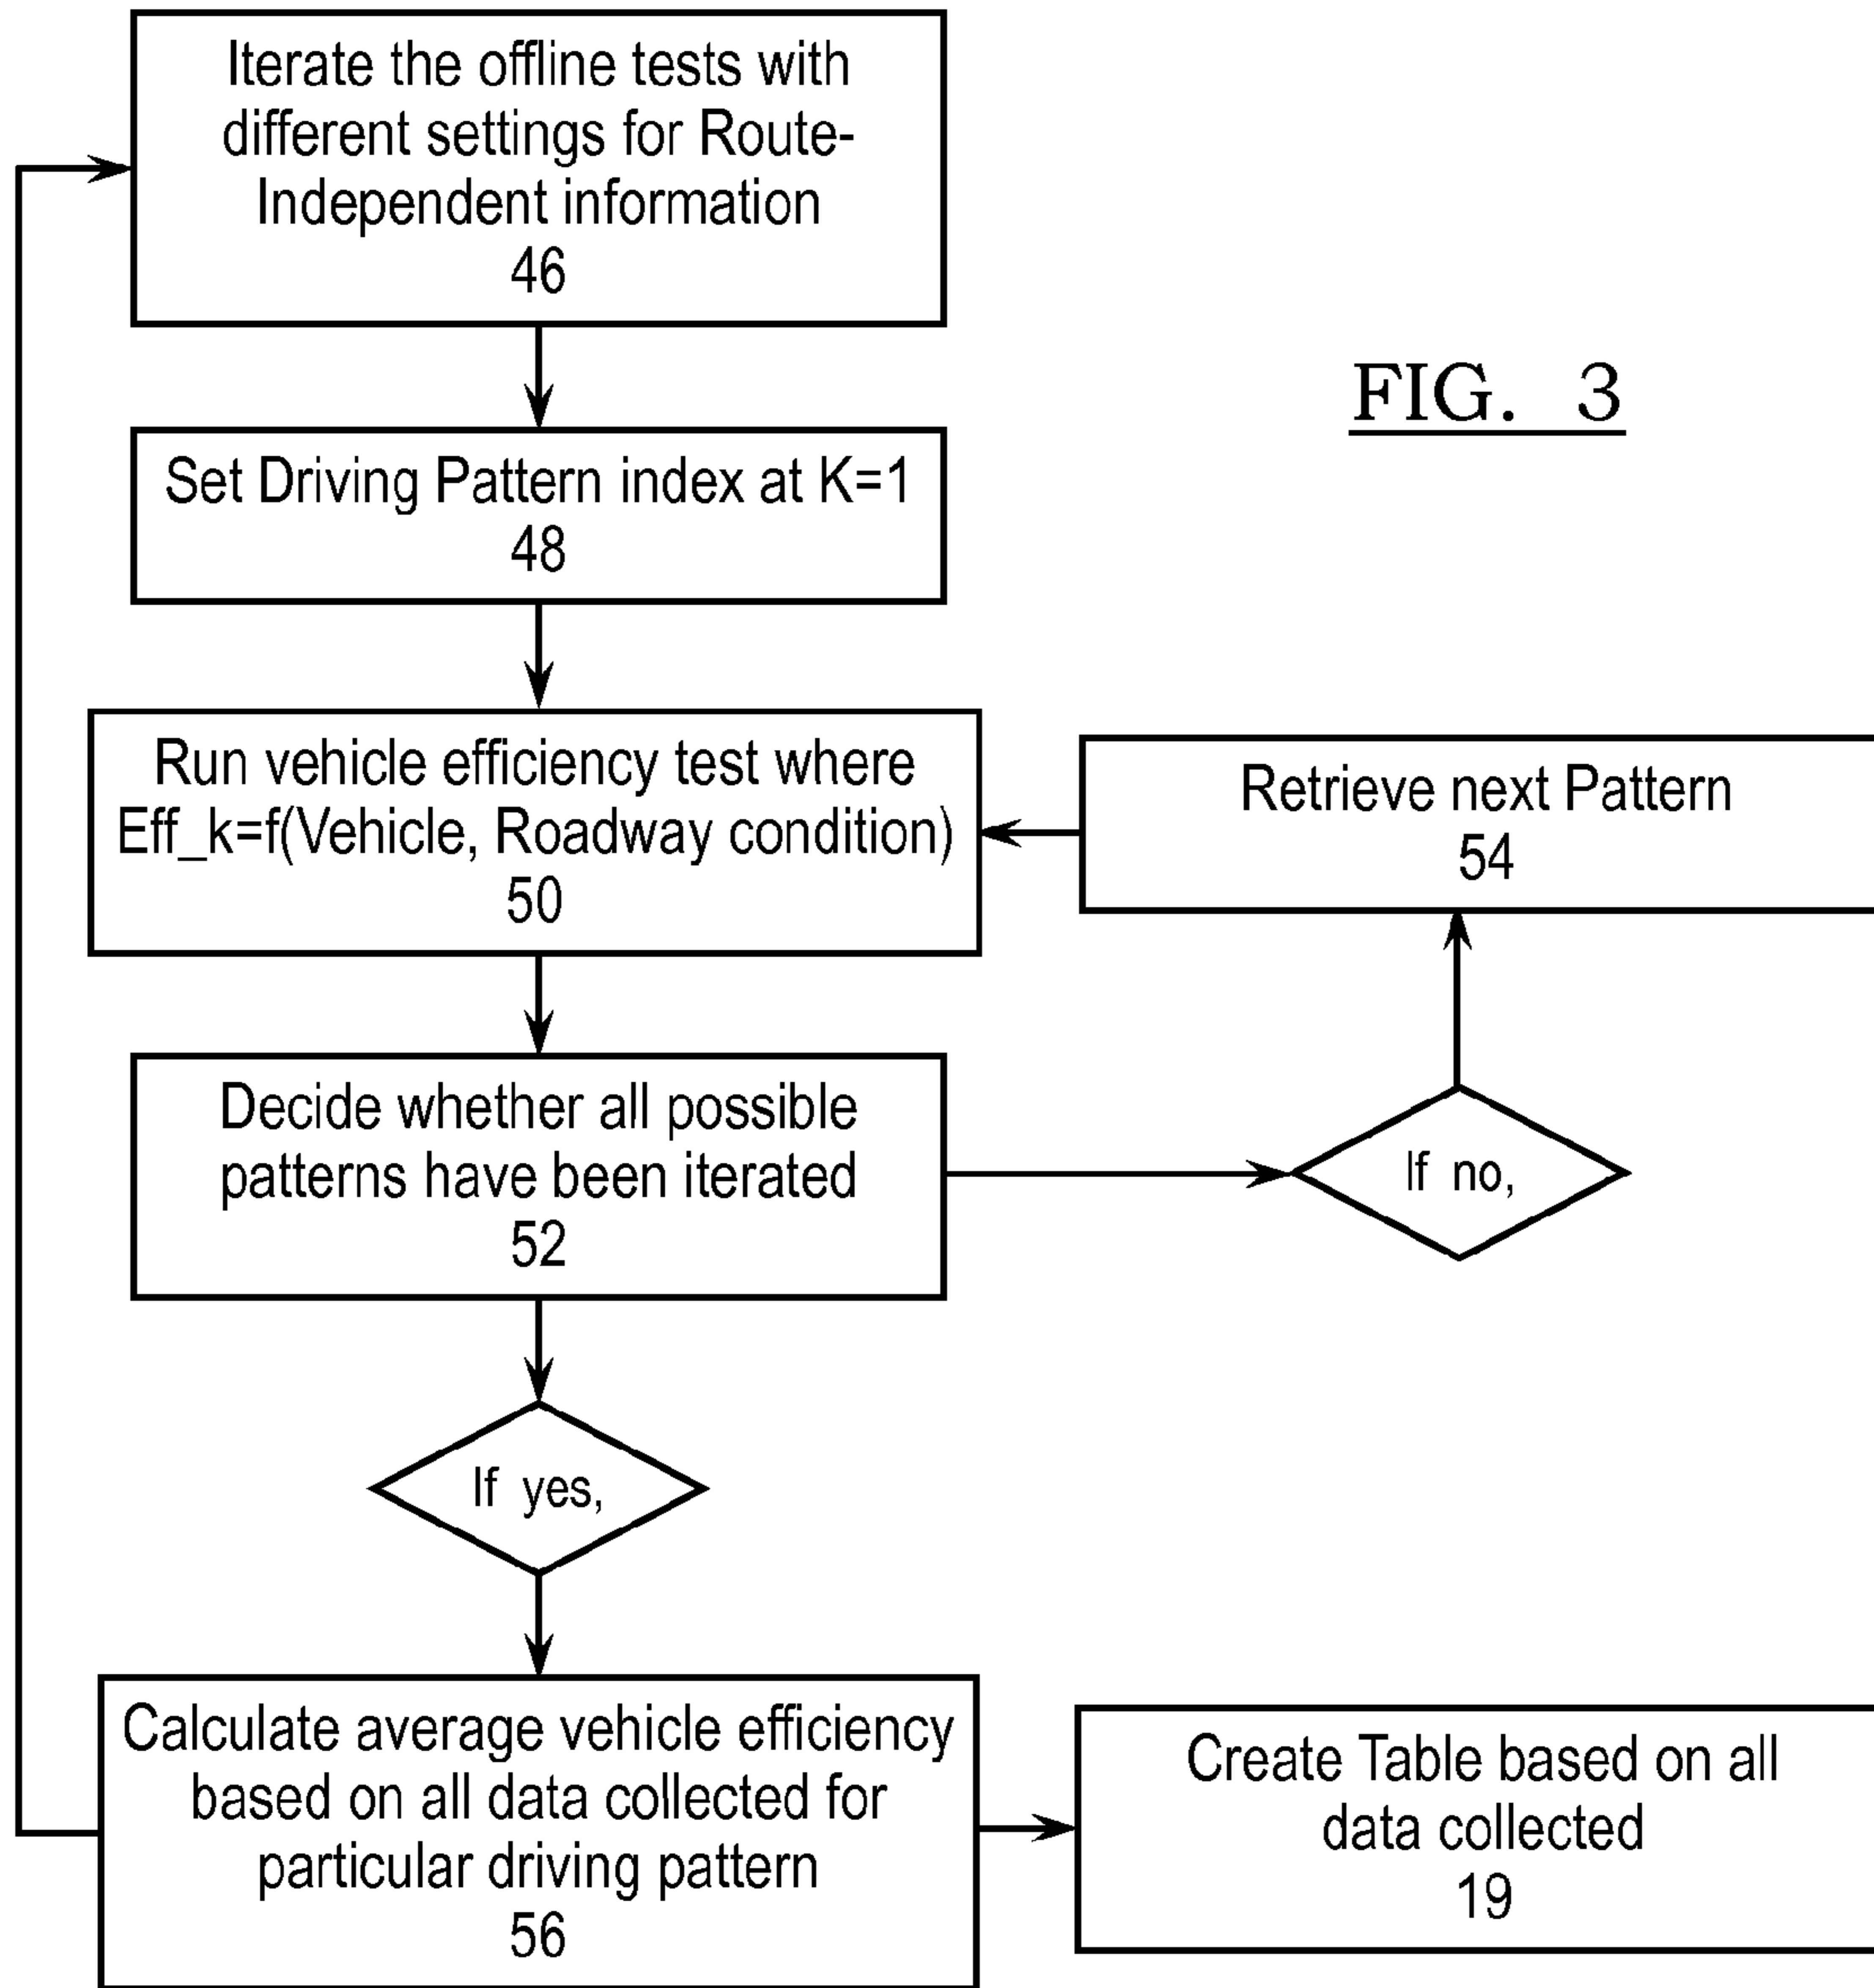 Iterate the offline tests with
different settings for Route-
Independent information
46
FIG. 3
Set Driving Pattern index at K=1
48
Run vehicle efficiency test where
Eff_k=f(Vehicle, Roadway condition)
50
Retrieve next Pattern
54
Decide whether all possible
patterns have been iterated
52
If no,
If yes,
Calculate average vehicle efficiency
based on all data collected for
particular driving pattern
56
Create Table based on all
data collected
19